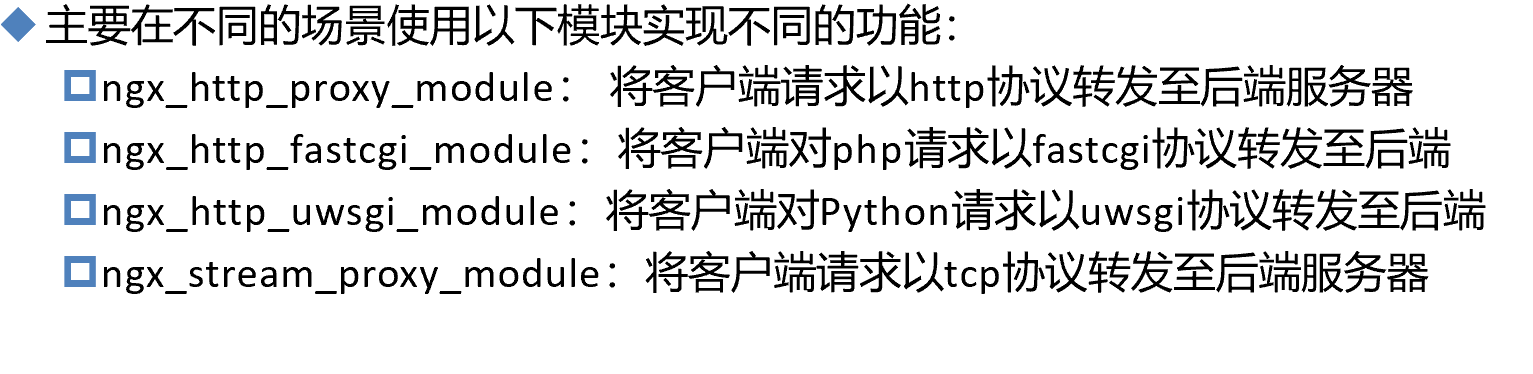 主要在不同的场景使用以下模块实现不同的功能：
ngx_http_proxy_module： 将客户端请求以http协议转发至后端服务器
ngx_http_fastcgi_module：将客户端对php请求以fastcgi协议转发至后端
ngx_http_uwsgi_module：将客户端对Python请求以uwsgi协议转发至后端
ngx_stream_proxy_module：将客户端请求以tcp协议转发至后端服务器